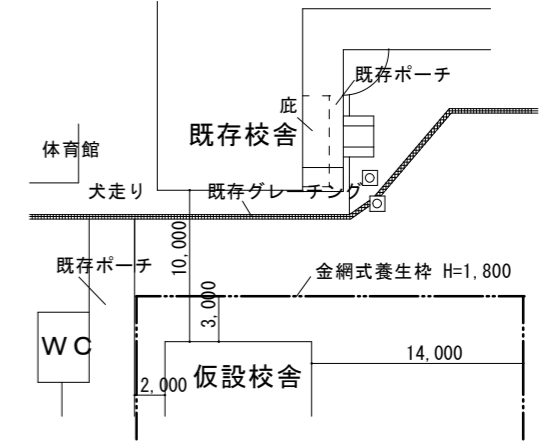 既存ポーチ
庇
既存校舎
体育館
犬走り
既存グレーチング
10,000
既存ポーチ
金網式養生枠 H=1,800
3,000
WC
14,000
2,000
仮設校舎